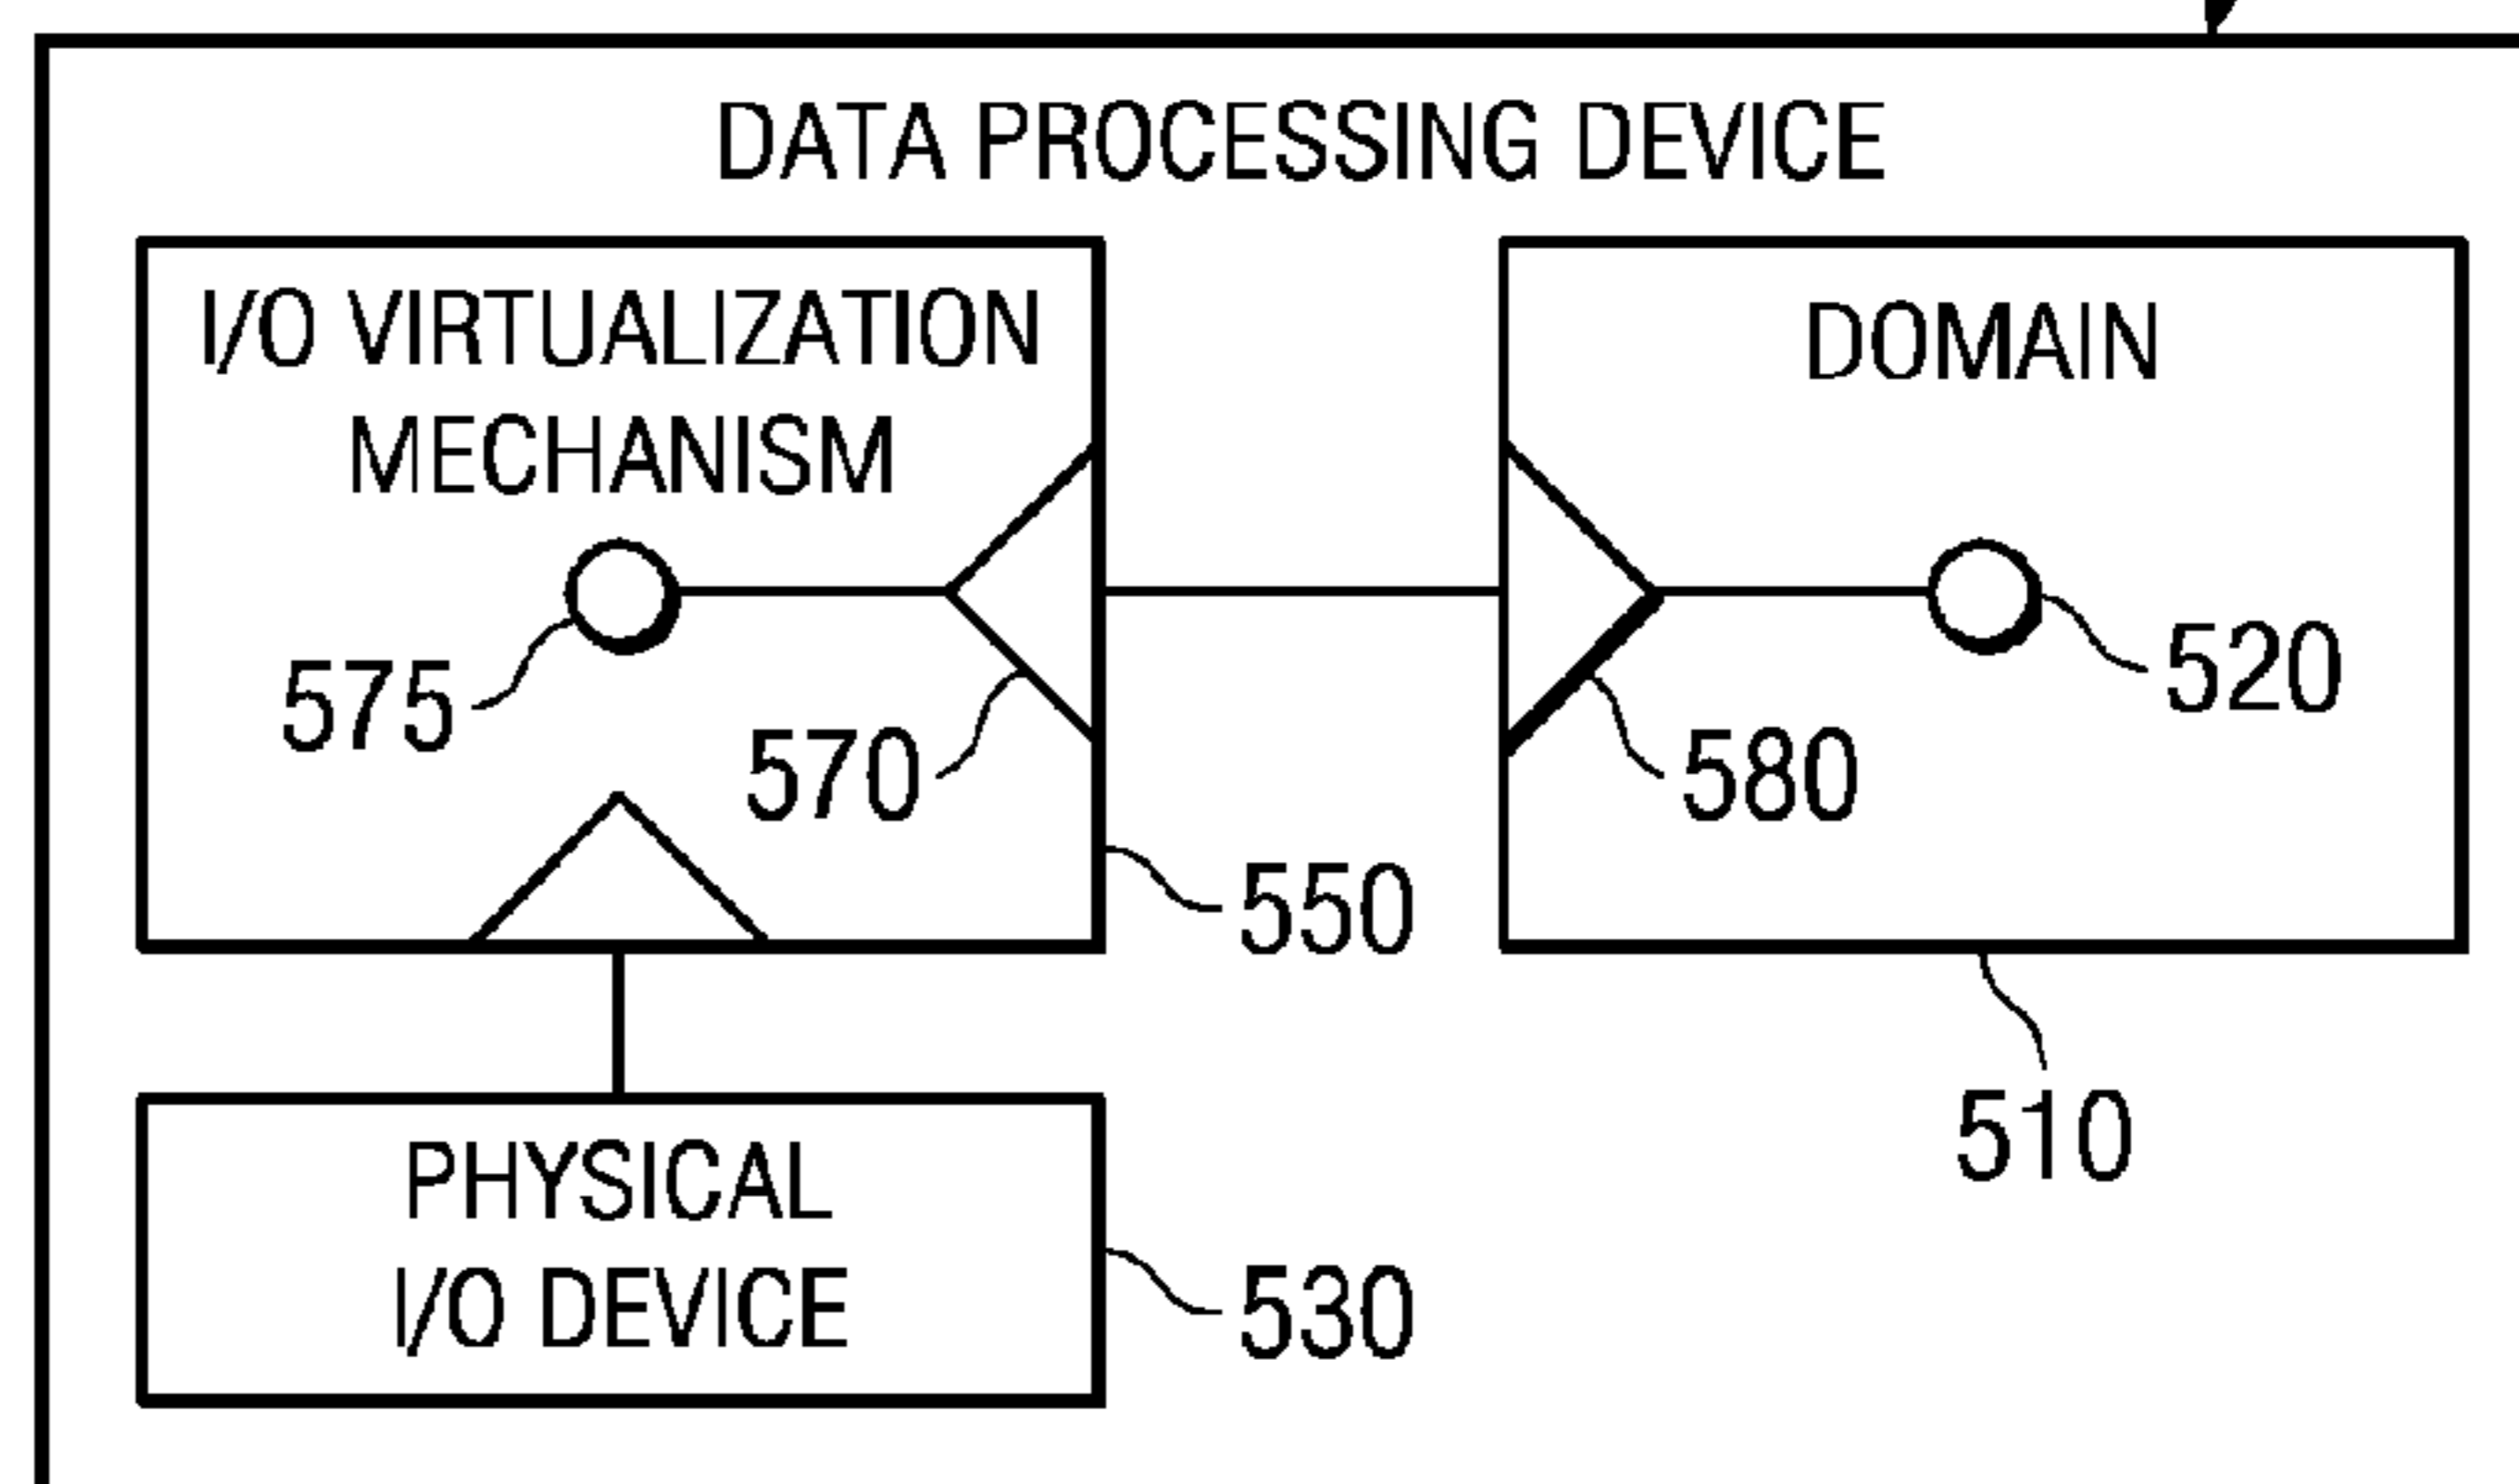 DATA PROCESSING DEVICE
I/O VIRTUALIZATION
MECHANISM
DOMAIN
575
570
580
520
550
510
PHYSICAL
I/O DEVICE
530